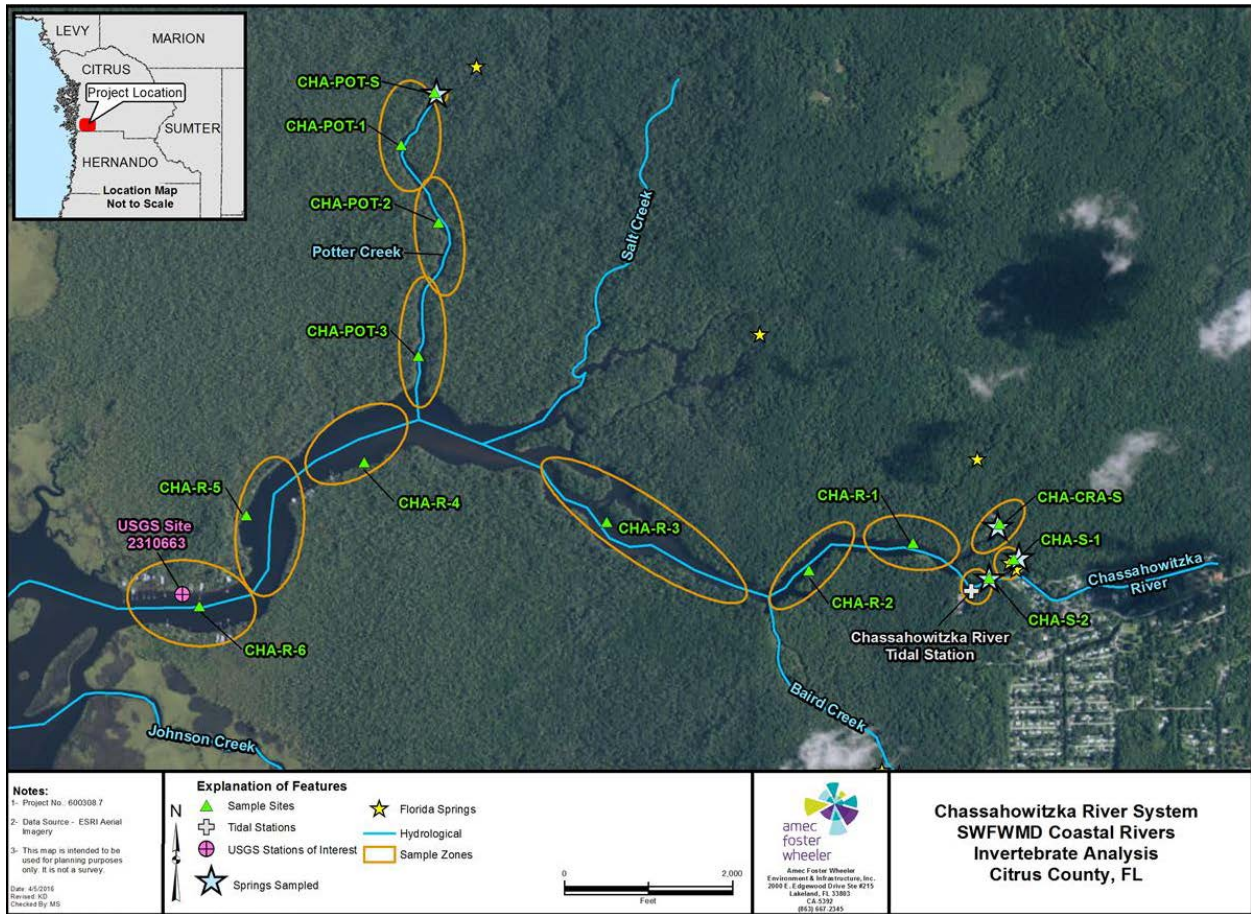 LEVY
MARION
CITRUS
Project Location
SUMTER
HERNANDO
Location Map
Not to Scale
CHA-POT-S
CHA-POT-1
CHA-POT-2
Potter Creek
CHA-POT-3
Salt Creek
CHA-R-5
CHA-R-4
USGS Site
2310663
CHA-R-6
CHA-R-3
CHA-R-1
CHA-R-2
CHA-CRA-S
CHA-S-1
Chassahowitzka
River
CHA-S-2
Chassahowitzka River
Tidal Station
Baird Creek
Johnson Creek
Notes:
1- Project No.: 600308.7
2- Data Source - ESRI Aerial
Imagery
3- This map is intended to be
used for planning purposes
only. It is not a survey.
Date: 4/5/2016
Revised: KD
Checked By: MS
N
Explanation of Features
Sample Sites
Tidal Stations
USGS Stations of Interest
Springs Sampled
Florida Springs
Hydrological
Sample Zones
0
2,000
Feet
amec
foster
wheeler
Amec Foster Wheeler
Environment & Infrastructure, Inc.
2000 E. Edgewood Drive Ste #215
Lakeland, FL 33803
CA-5392
(863) 667-2345
Chassahowitzka River System
SWFWMD Coastal Rivers
Invertebrate Analysis
Citrus County, FL